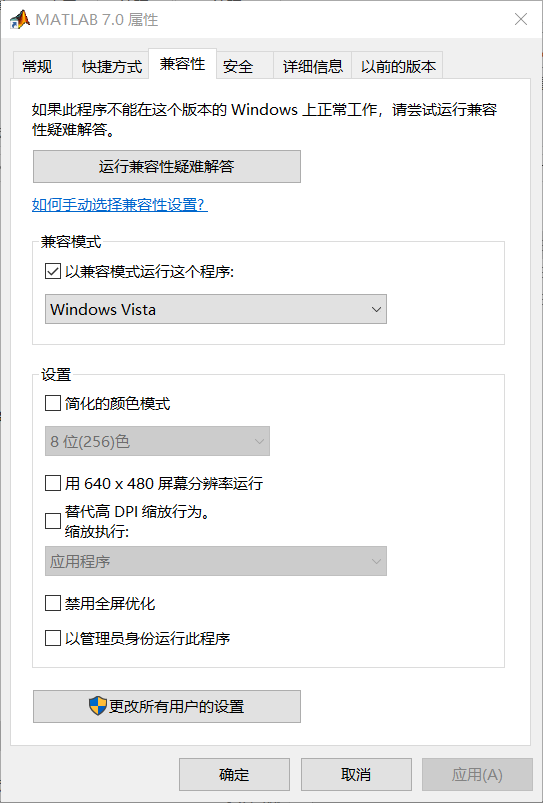 MATLAB 7.0 属性
常规 快捷方式 兼容性 安全 详细信息 以前的版本
如果此程序不能在这个版本的 Windows 上正常工作，请尝试运行兼容
性疑难解答。
运行兼容性疑难解答
如何手动选择兼容性设置?
兼容模式
以兼容模式运行这个程序:
Windows Vista
设置
简化的颜色模式
8 位(256)色
用 640 x 480 屏幕分辨率运行
替代高 DPI 缩放行为。
缩放执行:
应用程序
禁用全屏优化
以管理员身份运行此程序
更改所有用户的设置
确定 取消 应用(A)